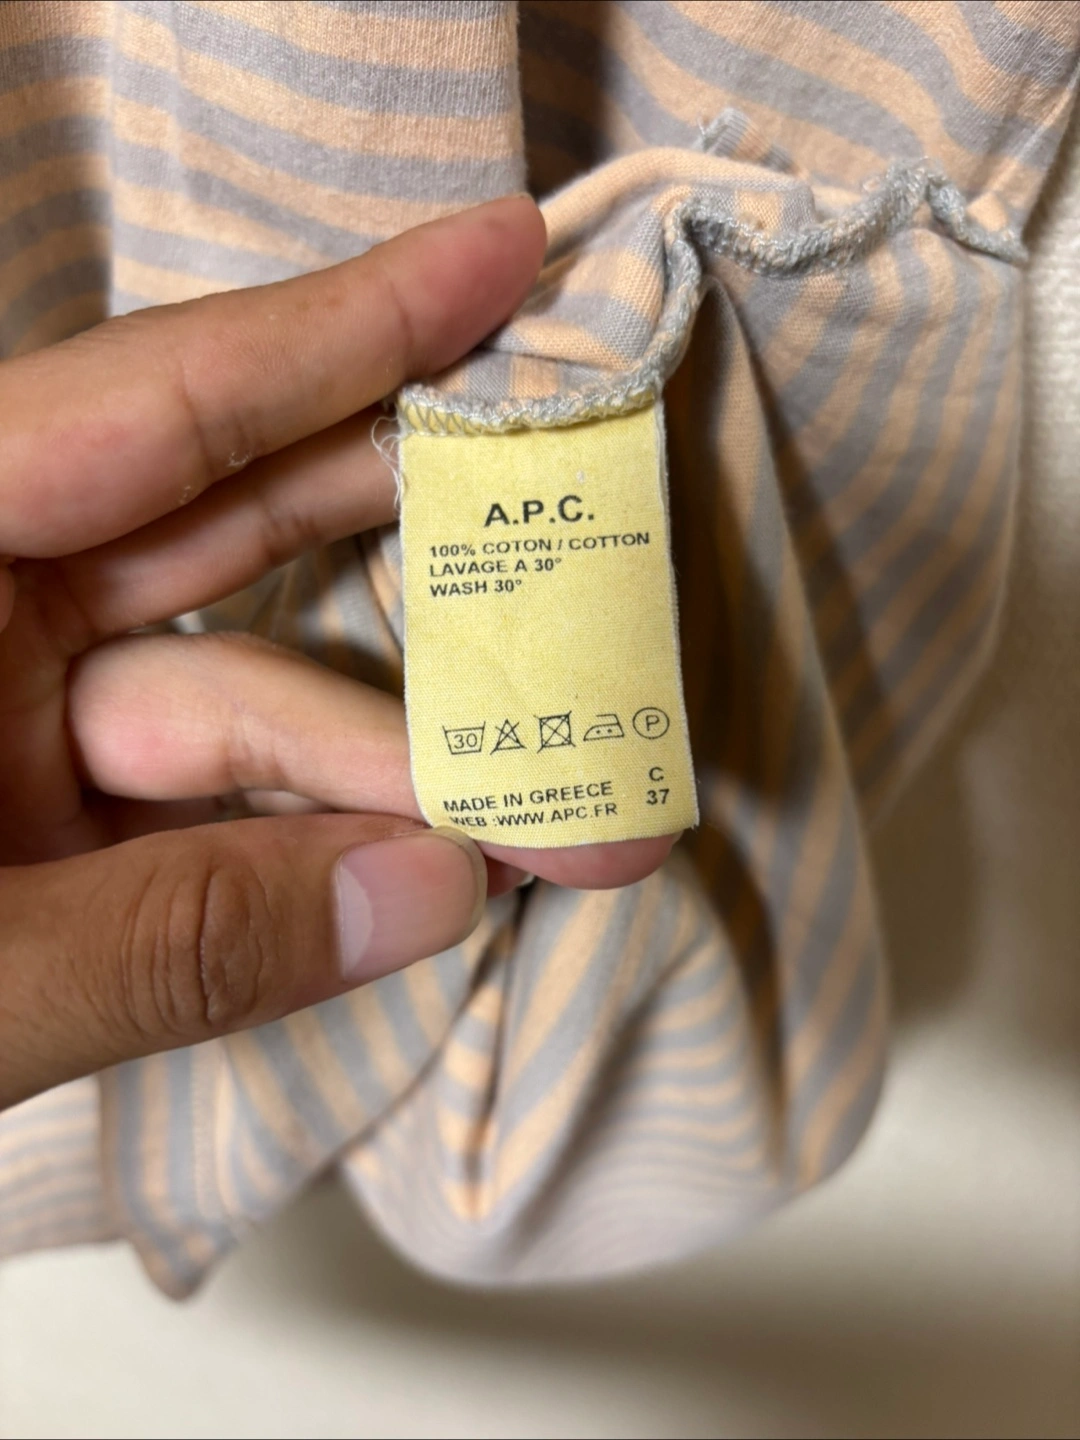 A.P.C.
100% COTON / COTTON
LAVAGE A 30°
WASH 30°
30
P
C
37
MADE IN GREECE
WEB :WWW.APC.FR